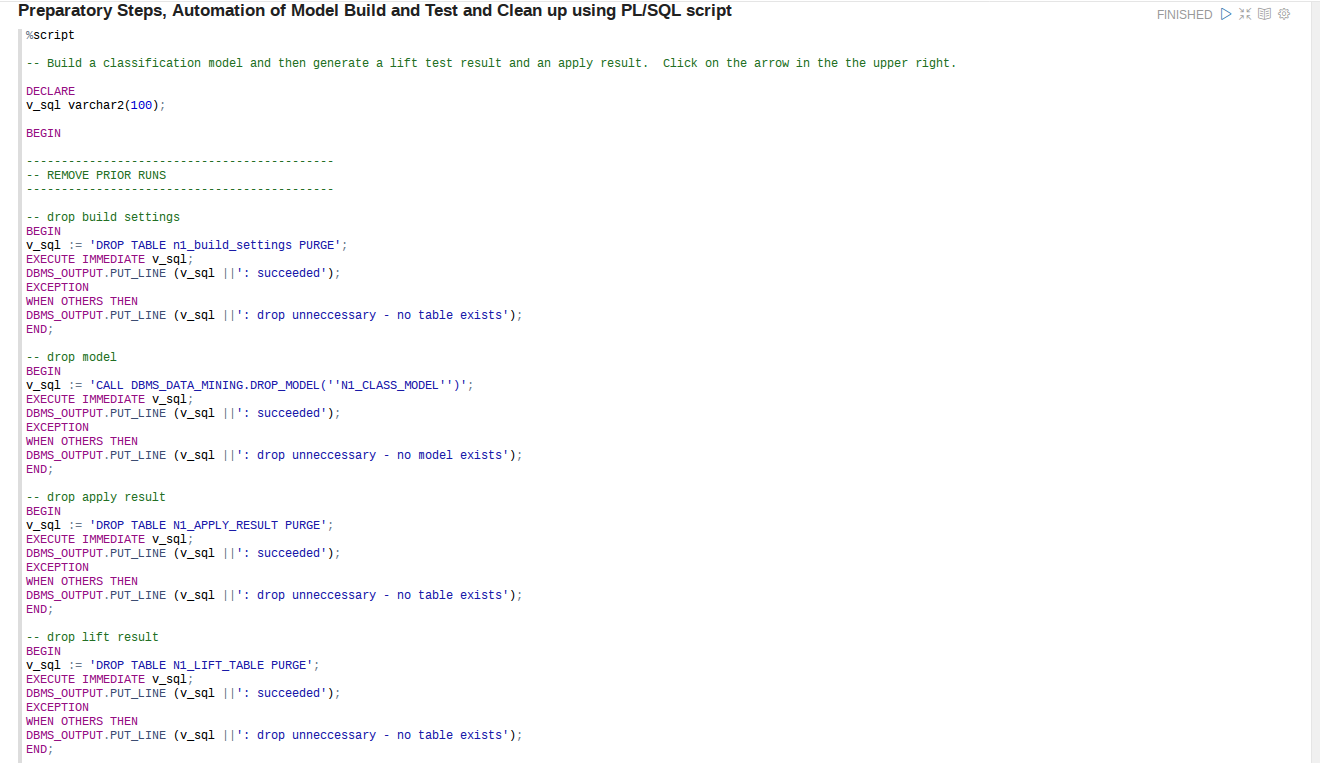 Preparatory Steps, Automation of Model Build and Test and Clean up using PL/SQL script
FINISHED
%script
-- Build a classification model and then generate a lift test result and an apply result.  Click on the arrow in the the upper right.
DECLARE
v_sql varchar2(100);
BEGIN
--------------------------------------------
-- REMOVE PRIOR RUNS
--------------------------------------------
-- drop build settings
BEGIN
v_sql := 'DROP TABLE n1_build_settings PURGE';
EXECUTE IMMEDIATE v_sql;
DBMS_OUTPUT.PUT_LINE (v_sql ||': succeeded');
EXCEPTION
WHEN OTHERS THEN
DBMS_OUTPUT.PUT_LINE (v_sql ||': drop unneccessary - no table exists');
END;
-- drop model
BEGIN
v_sql := 'CALL DBMS_DATA_MINING.DROP_MODEL(''N1_CLASS_MODEL'')';
EXECUTE IMMEDIATE v_sql;
DBMS_OUTPUT.PUT_LINE (v_sql ||': succeeded');
EXCEPTION
WHEN OTHERS THEN
DBMS_OUTPUT.PUT_LINE (v_sql ||': drop unneccessary - no model exists');
END;
-- drop apply result
BEGIN
v_sql := 'DROP TABLE N1_APPLY_RESULT PURGE';
EXECUTE IMMEDIATE v_sql;
DBMS_OUTPUT.PUT_LINE (v_sql ||': succeeded');
EXCEPTION
WHEN OTHERS THEN
DBMS_OUTPUT.PUT_LINE (v_sql ||': drop unneccessary - no table exists');
END;
-- drop lift result
BEGIN
v_sql := 'DROP TABLE N1_LIFT_TABLE PURGE';
EXECUTE IMMEDIATE v_sql;
DBMS_OUTPUT.PUT_LINE (v_sql ||': succeeded');
EXCEPTION
WHEN OTHERS THEN
DBMS_OUTPUT.PUT_LINE (v_sql ||': drop unneccessary - no table exists');
END;